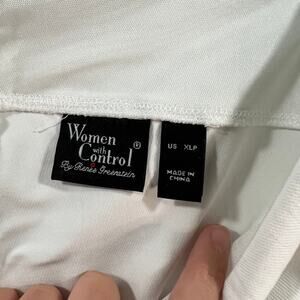 Women
with
Control ®
By Renee Greenstein
US XLP
MADE IN
CHINA